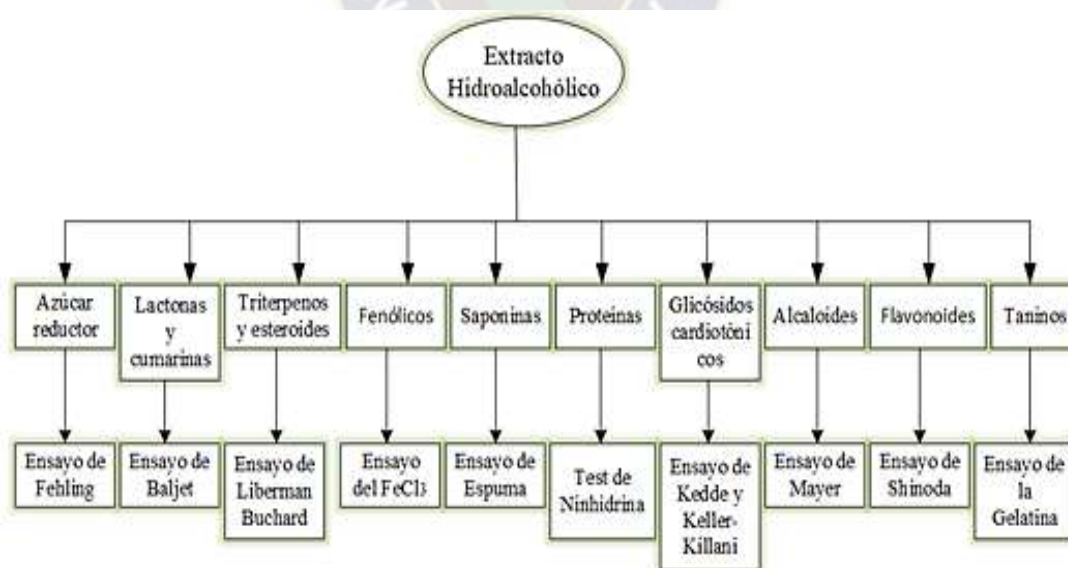 Extracto
Hidroalcohólico
Azúcar
reductor
Lactonas
y
cumarinas
Triterpenos
y esteroides
Fenólicos
Saponinas
Proteínas
Glicósidos
cardiotóni
cos
Alcaloides
Flavonoides
Taninos
Ensayo de
Fehling
Ensayo de
Baljet
Ensayo de
Liberman
Buchard
Ensayo
del FeCl3
Ensayo de
Espuma
Test de
Ninhidrina
Ensayo de
Kedde y
Keller-
Killani
Ensayo de
Mayer
Ensayo de
Shinoda
Ensayo de
la
Gelatina